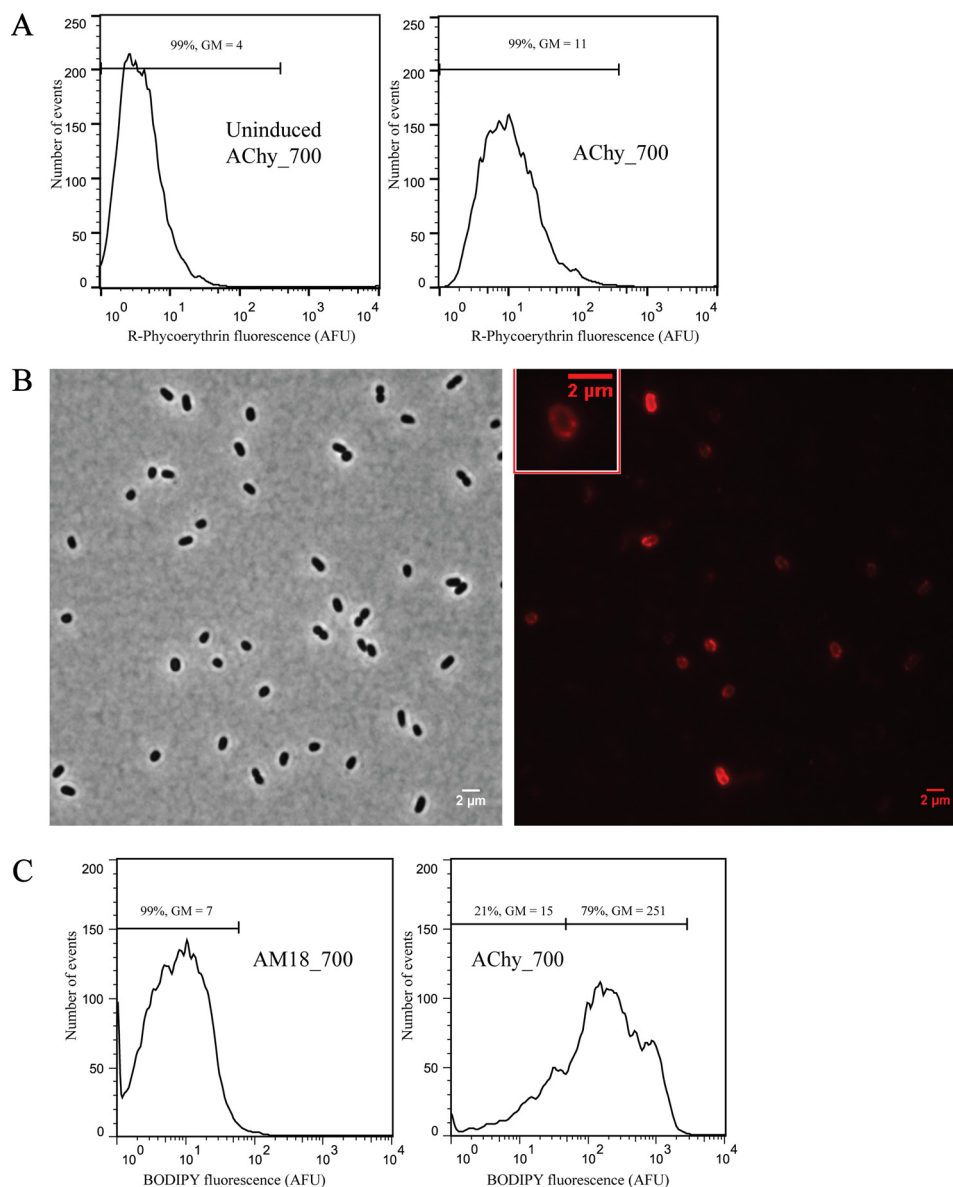 A
250
200
150
100
50
0
Number of events
99%, GM = 4
Uninduced
AChy_700
10^0 10^1 10^2 10^3 10^4
R-Phycoerythrin fluorescence (AFU)
250
200
150
100
50
0
Number of events
99%, GM = 11
AChy_700
10^0 10^1 10^2 10^3 10^4
R-Phycoerythrin fluorescence (AFU)
B
2 μm
2 μm
2 μm
C
200
150
100
50
0
Number of events
99%, GM = 7
AM18_700
10^0 10^1 10^2 10^3 10^4
BODIPY fluorescence (AFU)
200
150
100
50
0
Number of events
21%, GM = 15 79%, GM = 251
AChy_700
10^0 10^1 10^2 10^3 10^4
BODIPY fluorescence (AFU)